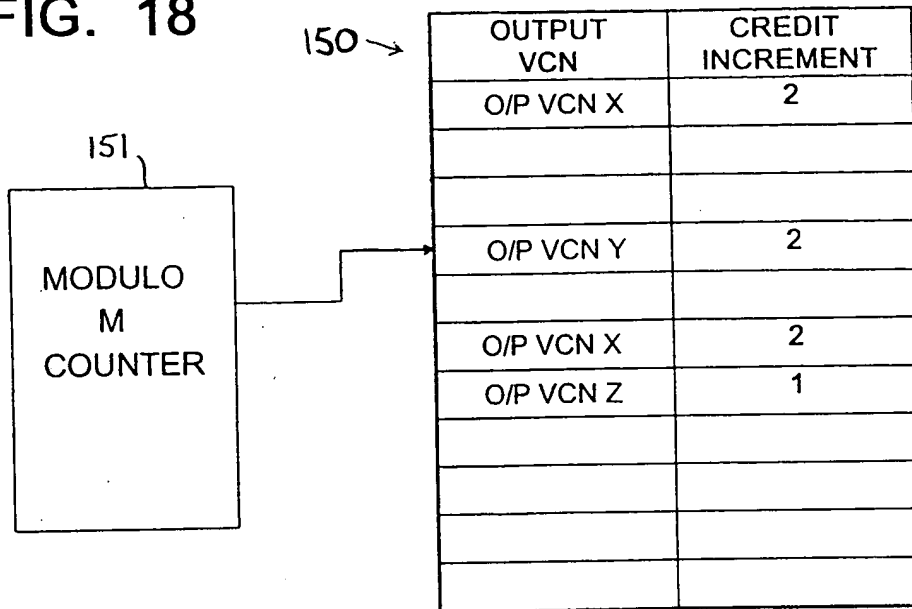 FIG. 18
150
OUTPUT VCN CREDIT INCREMENT
O/P VCN X 2
151
O/P VCN Y 2
MODULO
M
COUNTER
O/P VCN X 2
O/P VCN Z 1